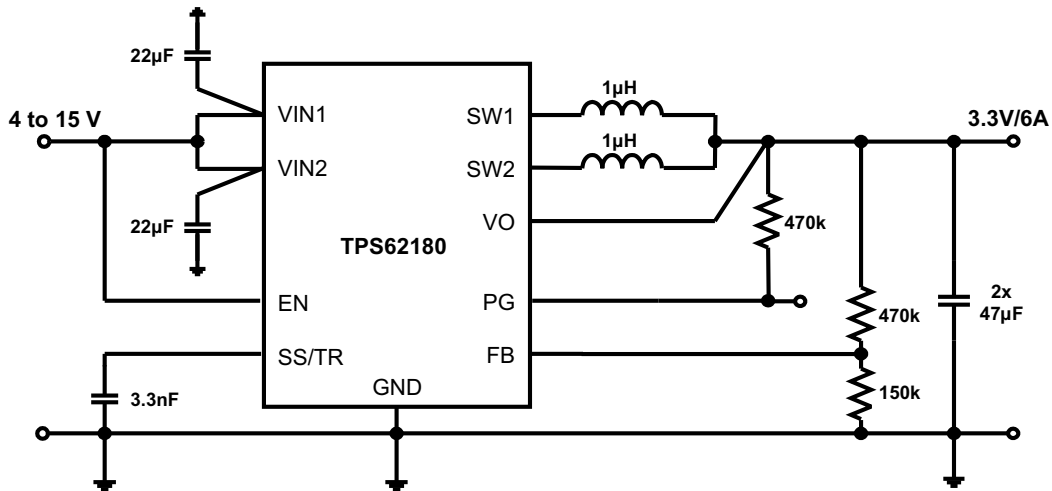 22µF
4 to 15 V
22µF
VIN1
VIN2
EN
SS/TR
3.3nF
TPS62180
GND
SW1
SW2
VO
PG
FB
1µH
1µH
3.3V/6A
470k
470k
150k
2x
47µF